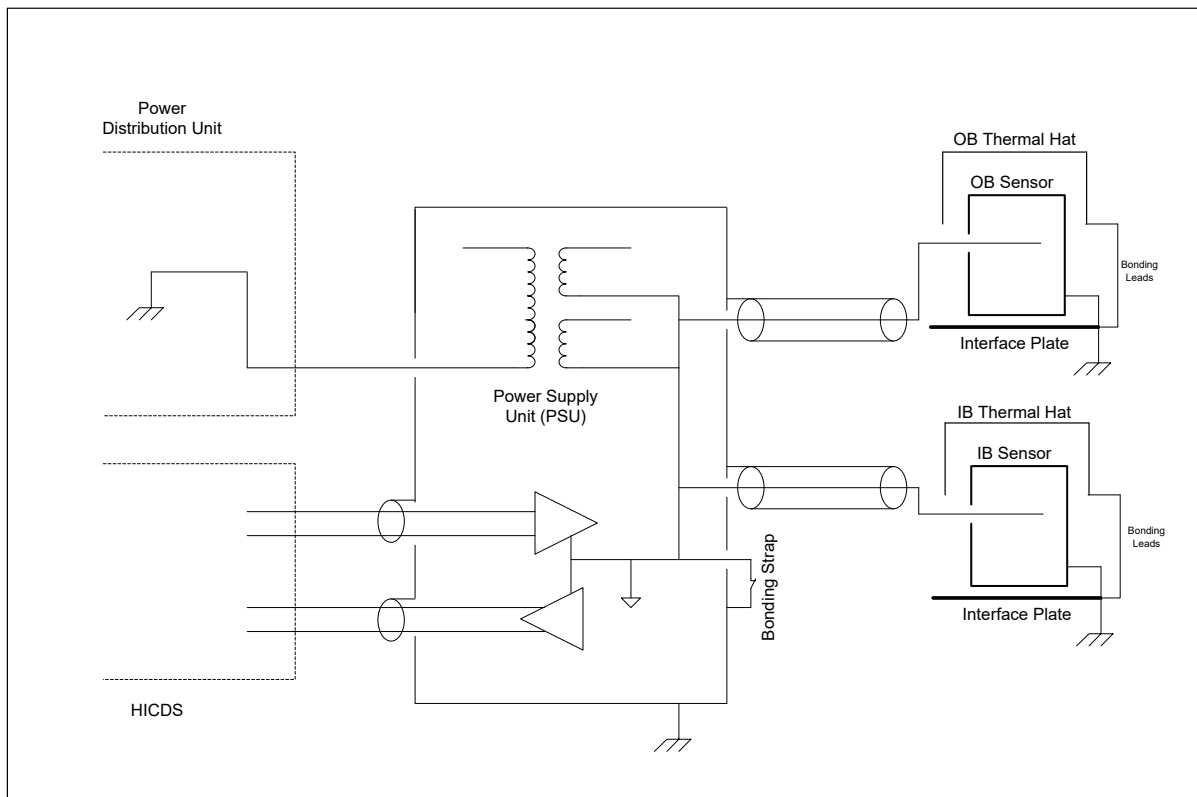 Power
Distribution Unit
OB Thermal Hat
OB Sensor
Bonding
Leads
Interface Plate
Power Supply
Unit (PSU)
IB Thermal Hat
IB Sensor
Bonding
Leads
Interface Plate
Bonding Strap
HICDS